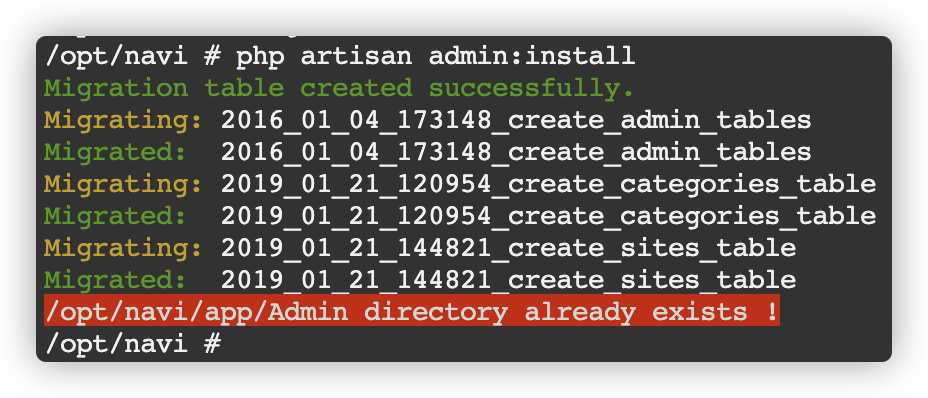 /opt/navi # php artisan admin:install
Migration table created successfully.
Migrating: 2016_01_04_173148_create_admin_tables
Migrated:  2016_01_04_173148_create_admin_tables
Migrating: 2019_01_21_120954_create_categories_table
Migrated:  2019_01_21_120954_create_categories_table
Migrating: 2019_01_21_144821_create_sites_table
Migrated:  2019_01_21_144821_create_sites_table
/opt/navi/app/Admin directory already exists !
/opt/navi #